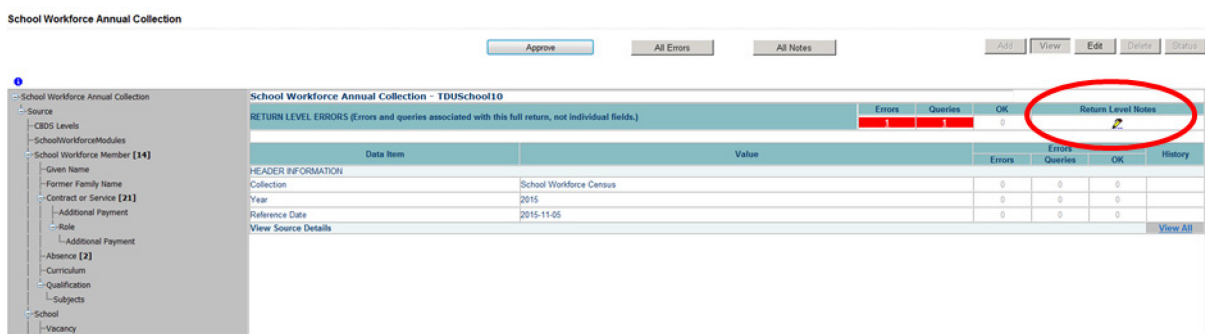 School Workforce Annual Collection
Approve All Errors All Notes Add View Edit Delete Status
School Workforce Annual Collection
Source
CBDS Levels
SchoolWorkforceModules
School Workforce Member [14]
Given Name
Former Family Name
Contract or Service [21]
Additional Payment
Role
Additional Payment
Absence [2]
Curriculum
Qualification
Subjects
School
Vacancy
School Workforce Annual Collection - TDUSchool10
RETURN LEVEL ERRORS (Errors and queries associated with this full return, not individual fields.)
Errors Queries OK Return Level Notes
1 1 0
Data Item Value Errors History
Errors Queries OK
HEADER INFORMATION
Collection School Workforce Census 0 0 0
Year 2015 0 0 0
Reference Date 2015-11-05 0 0 0
View Source Details View All